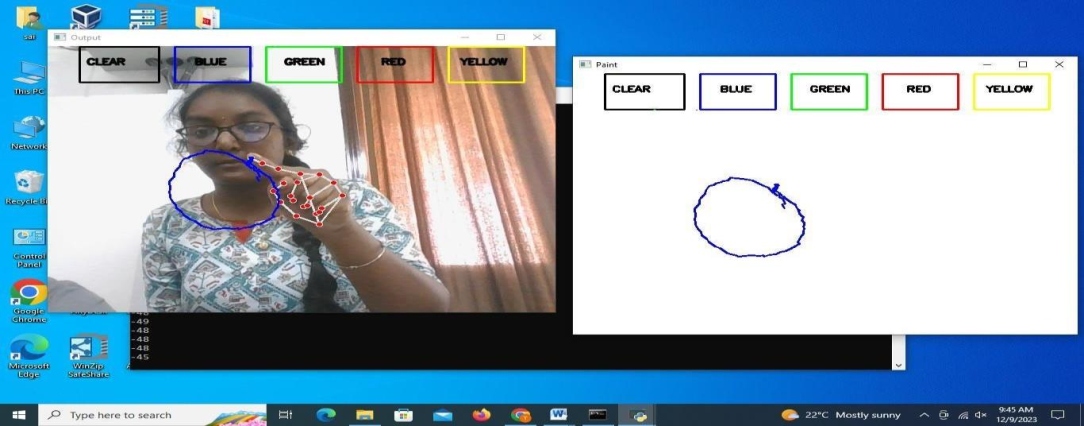 sai
This PC
Network
Recycle Bi
Control
Panel
Google
Chrome
Microsoft
Edge
WinZip
SafeShare
Output
CLEAR BLUE GREEN RED YELLOW
Paint
CLEAR BLUE GREEN RED YELLOW
-49
-48
-48
-48
-45
Type here to search
22°C Mostly sunny
9:45 AM
12/9/2023